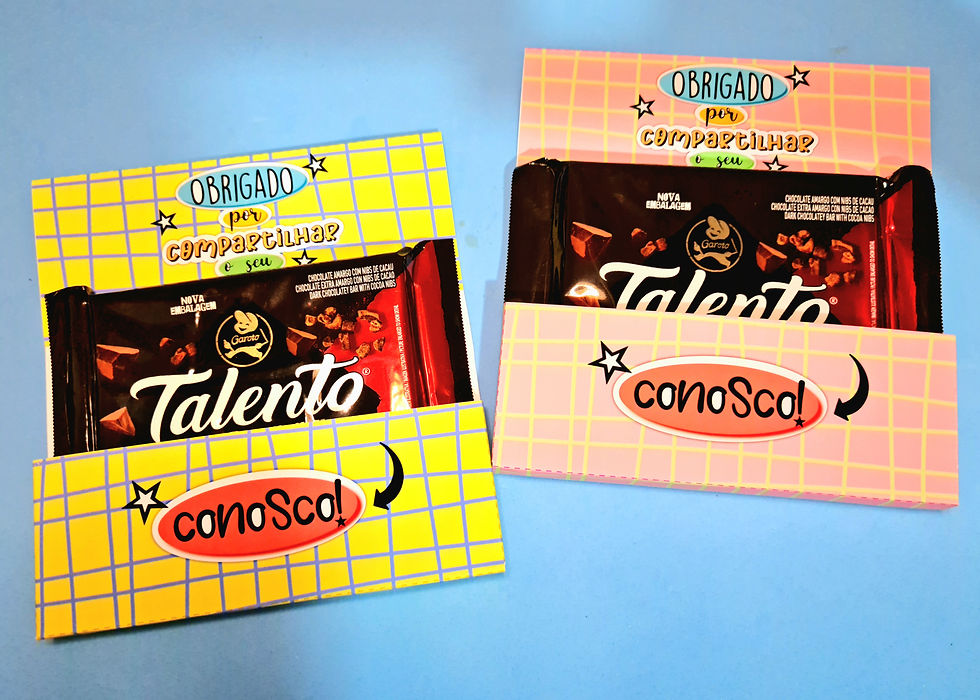 OBRIGADO
por
COMPARTILHAR
o seu
NOVA
EMBALAGEM
CHOCOLATE AMARGO COM NIBS DE CACAU
CHOCOLATE EXTRA AMARGO CON NIBS DE CACAO
DARK CHOCOLATEY BAR WITH COCOA NIBS
Garoto
Talento®
CONOSCO!
OBRIGADO
por
COMPARTILHAR
o seu
NOVA
EMBALAGEM
CHOCOLATE AMARGO COM NIBS DE CACAU
CHOCOLATE EXTRA AMARGO CON NIBS DE CACAO
DARK CHOCOLATEY BAR WITH COCOA NIBS
Garoto
Talento®
CONOSCO!